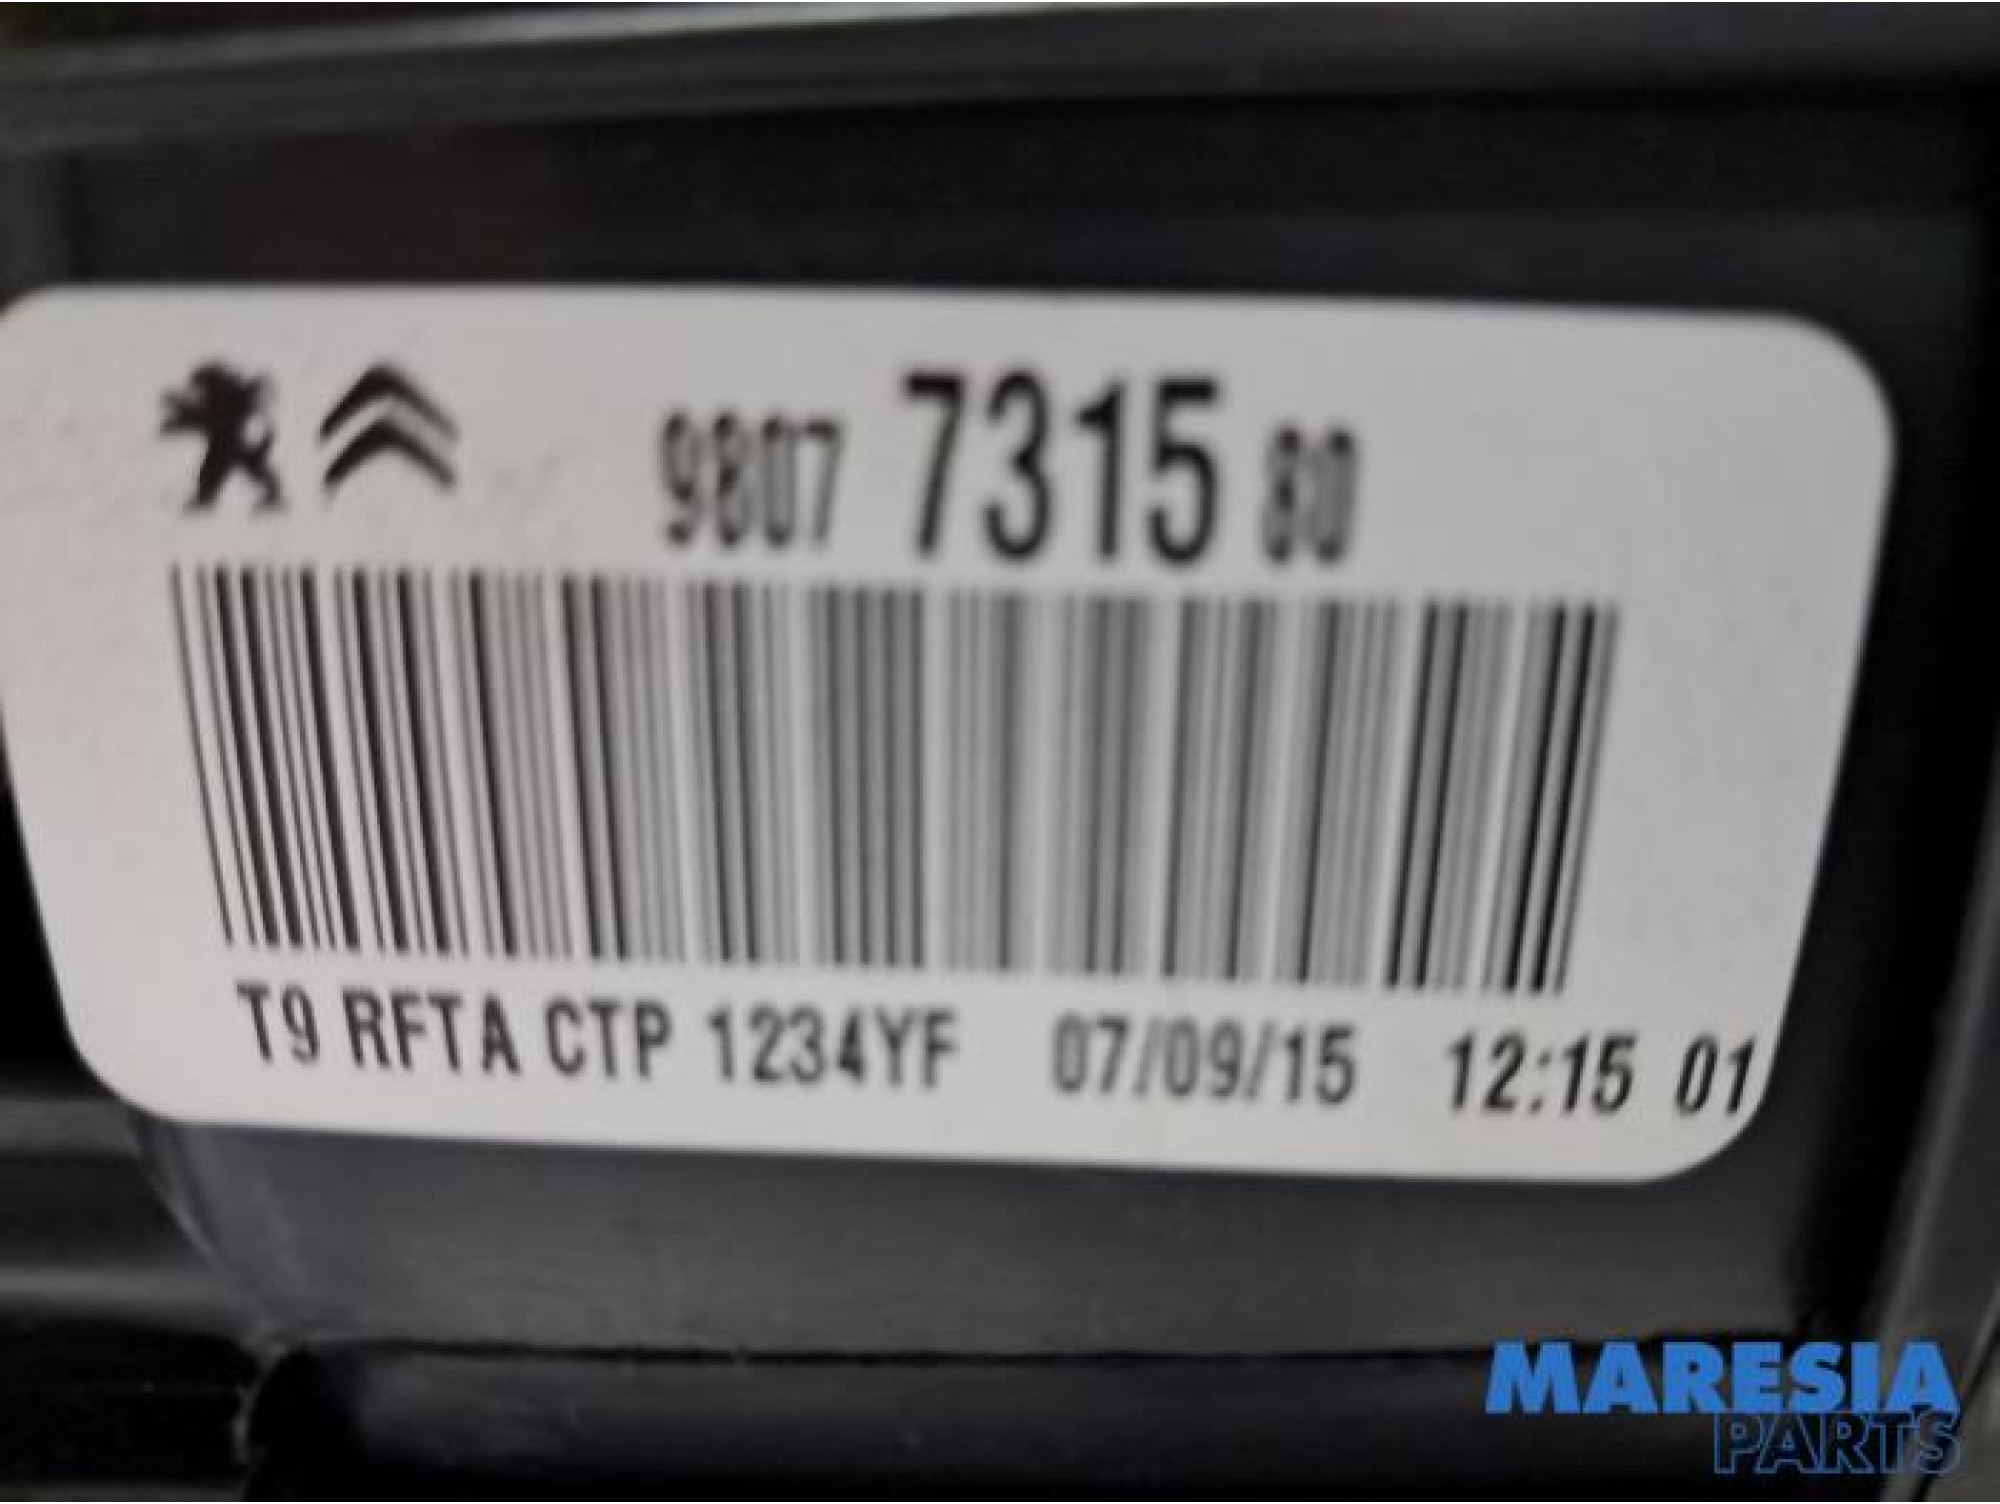 9807 7315 80
T9 RFTA CTP 1234YF 07/09/15 12:15 01
MARESIA
PARTS